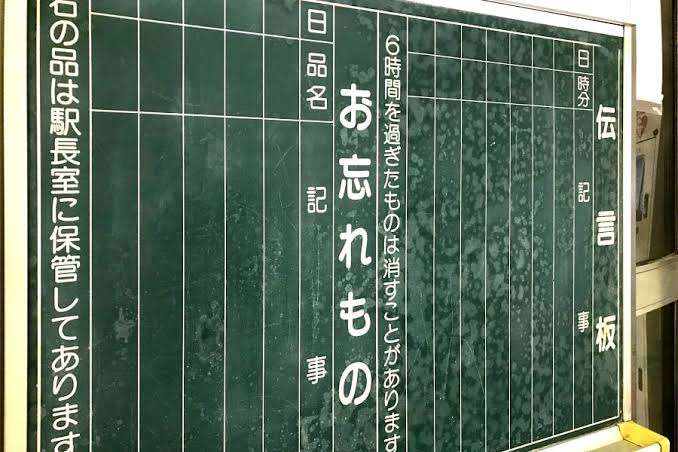 伝言板
日時分 記事
6時間を過ぎたものは消すことがあります
お忘れもの
日 品名 記事
の品は駅長室に保管してあります